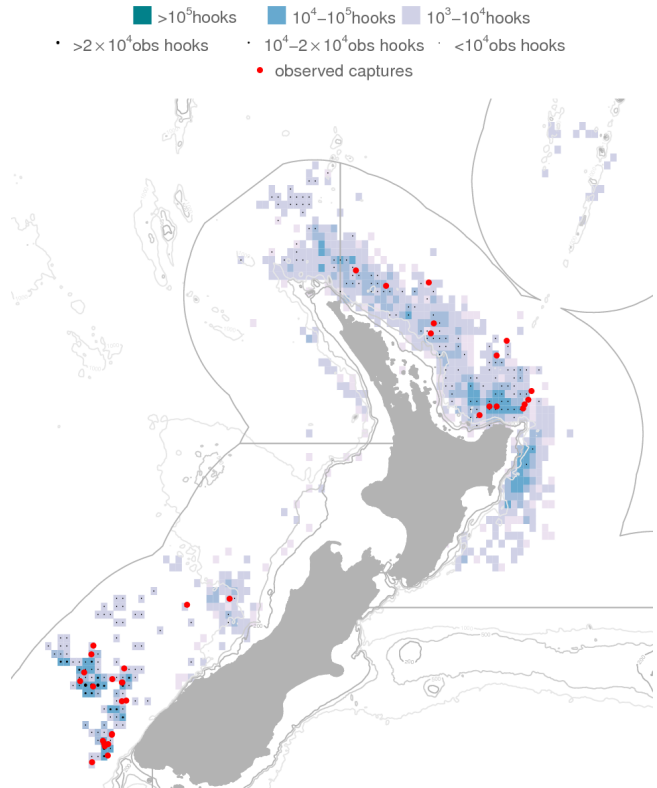 >10⁵hooks 10⁴–10⁵hooks 10³–10⁴hooks
>2×10⁴obs hooks 10⁴–2×10⁴obs hooks <10⁴obs hooks
observed captures